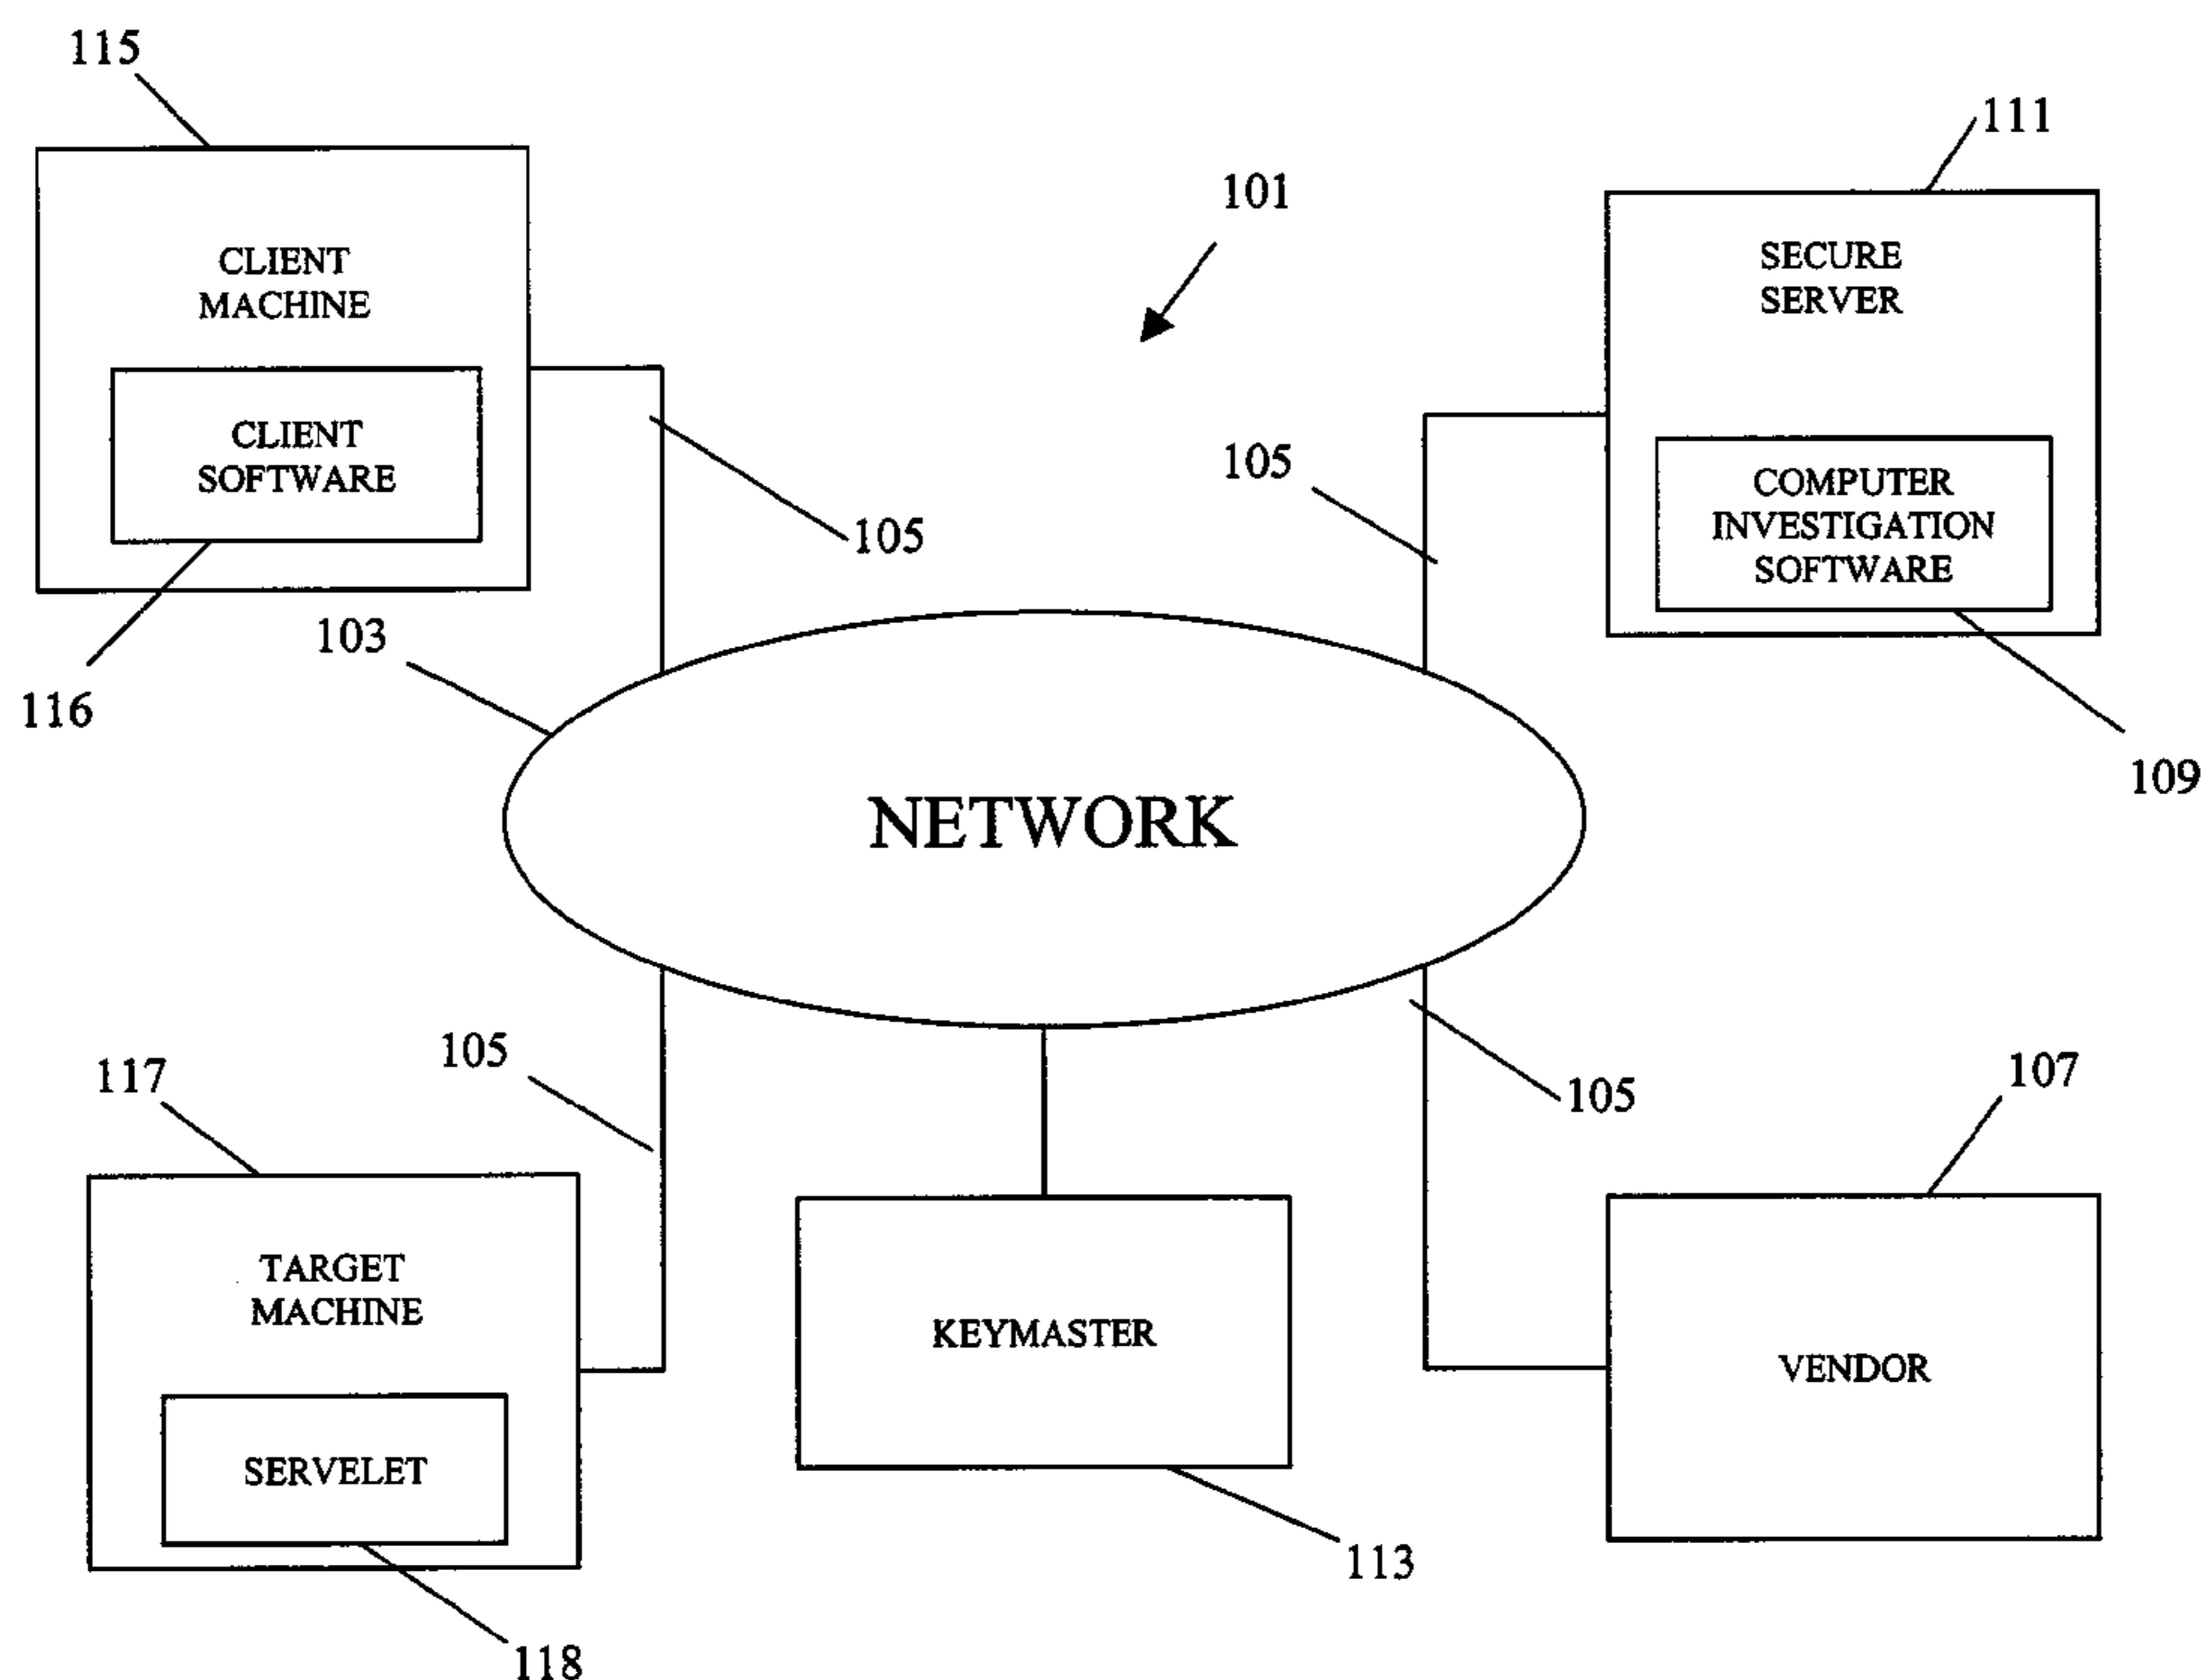 115
111
101
CLIENT
MACHINE
SECURE
SERVER
CLIENT
SOFTWARE
105
105
COMPUTER
INVESTIGATION
SOFTWARE
103
116
109
NETWORK
117
105
105
107
TARGET
MACHINE
KEYMASTER
VENDOR
SERVELET
113
118